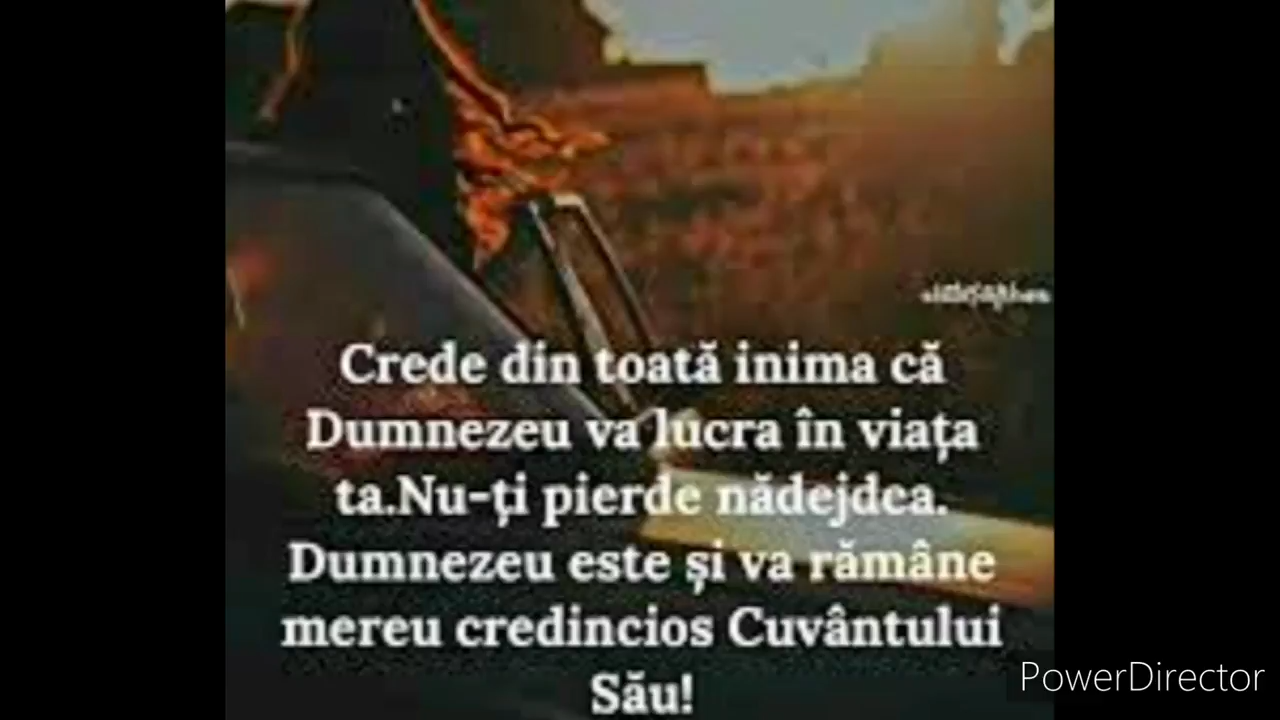 Crede din toată inima că
Dumnezeu va lucra în viața
ta.Nu-ți pierde nădejdea.
Dumnezeu este și va rămâne
mereu credincios Cuvântului
Său!
PowerDirector